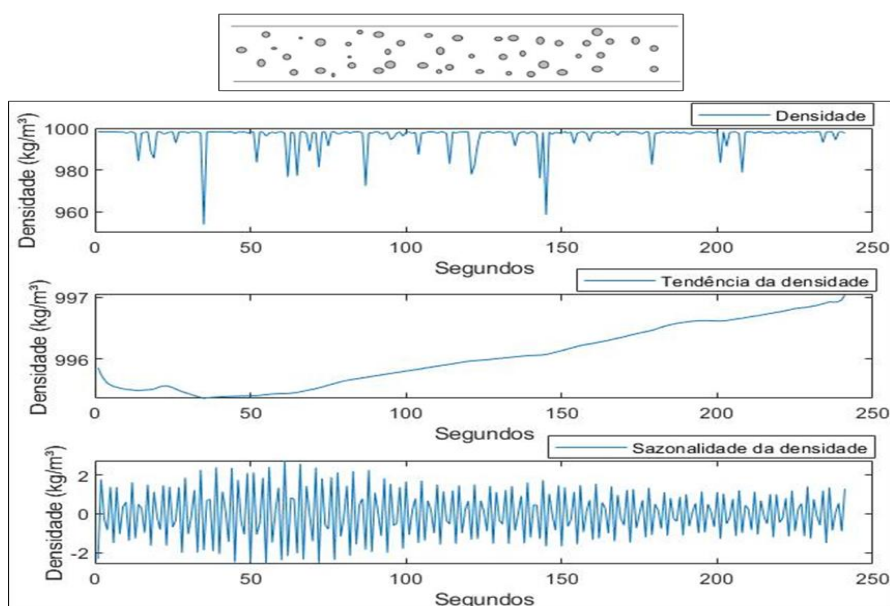 Densidade
Densidade (kg/m³)
1000
980
960
0
50
100
150
200
250
Segundos
Tendência da densidade
Densidade (kg/m³)
997
996
0
50
100
150
200
250
Segundos
Sazonalidade da densidade
Densidade (kg/m³)
2
0
-2
0
50
100
150
200
250
Segundos